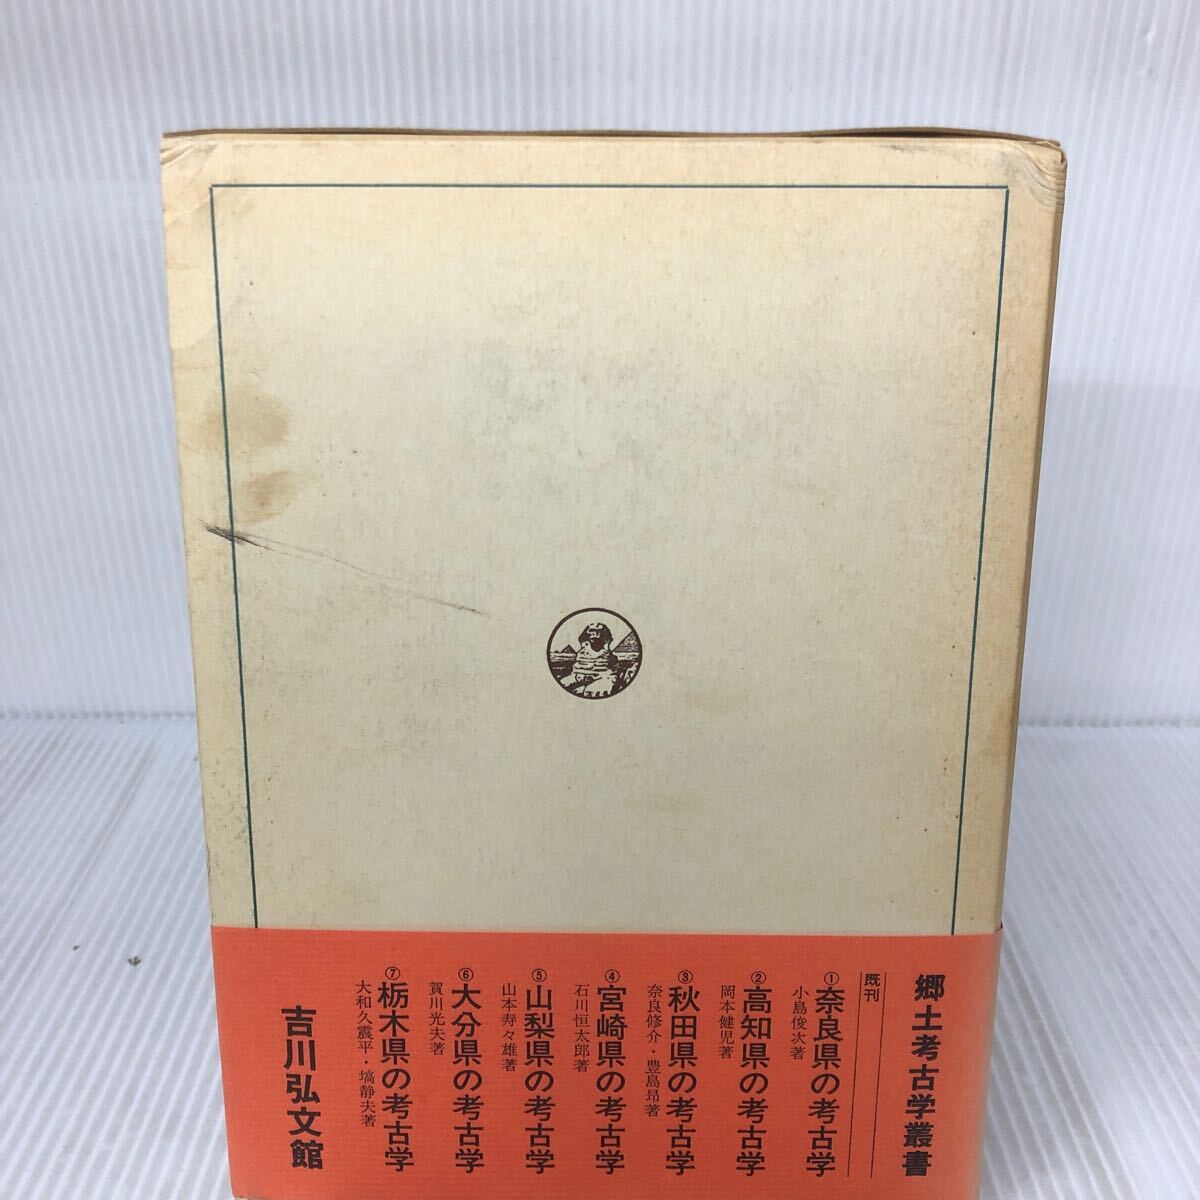 郷土考古学叢書
既刊
①奈良県の考古学
小島俊次著
②高知県の考古学
岡本健児著
③秋田県の考古学
奈良修介・豊島昂著
④宮崎県の考古学
石川恒太郎著
⑤山梨県の考古学
山本寿々雄著
⑥大分県の考古学
賀川光夫著
⑦栃木県の考古学
大和久震平・塙静夫著
吉川弘文館